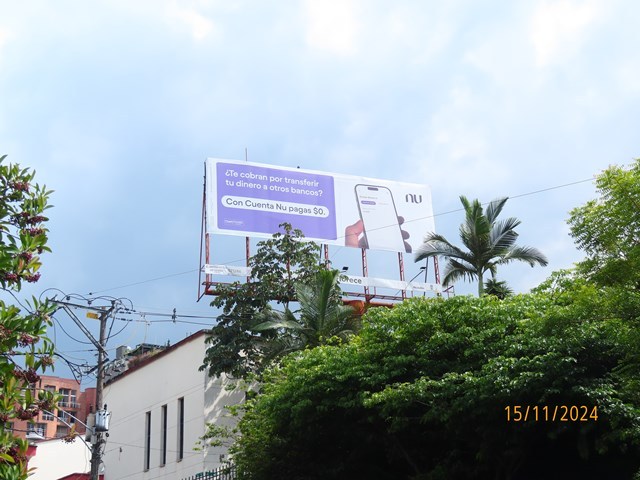 ¿Te cobran por transferir
tu dinero a otros bancos?
Con Cuenta Nu pagas $0.
nu
15/11/2024